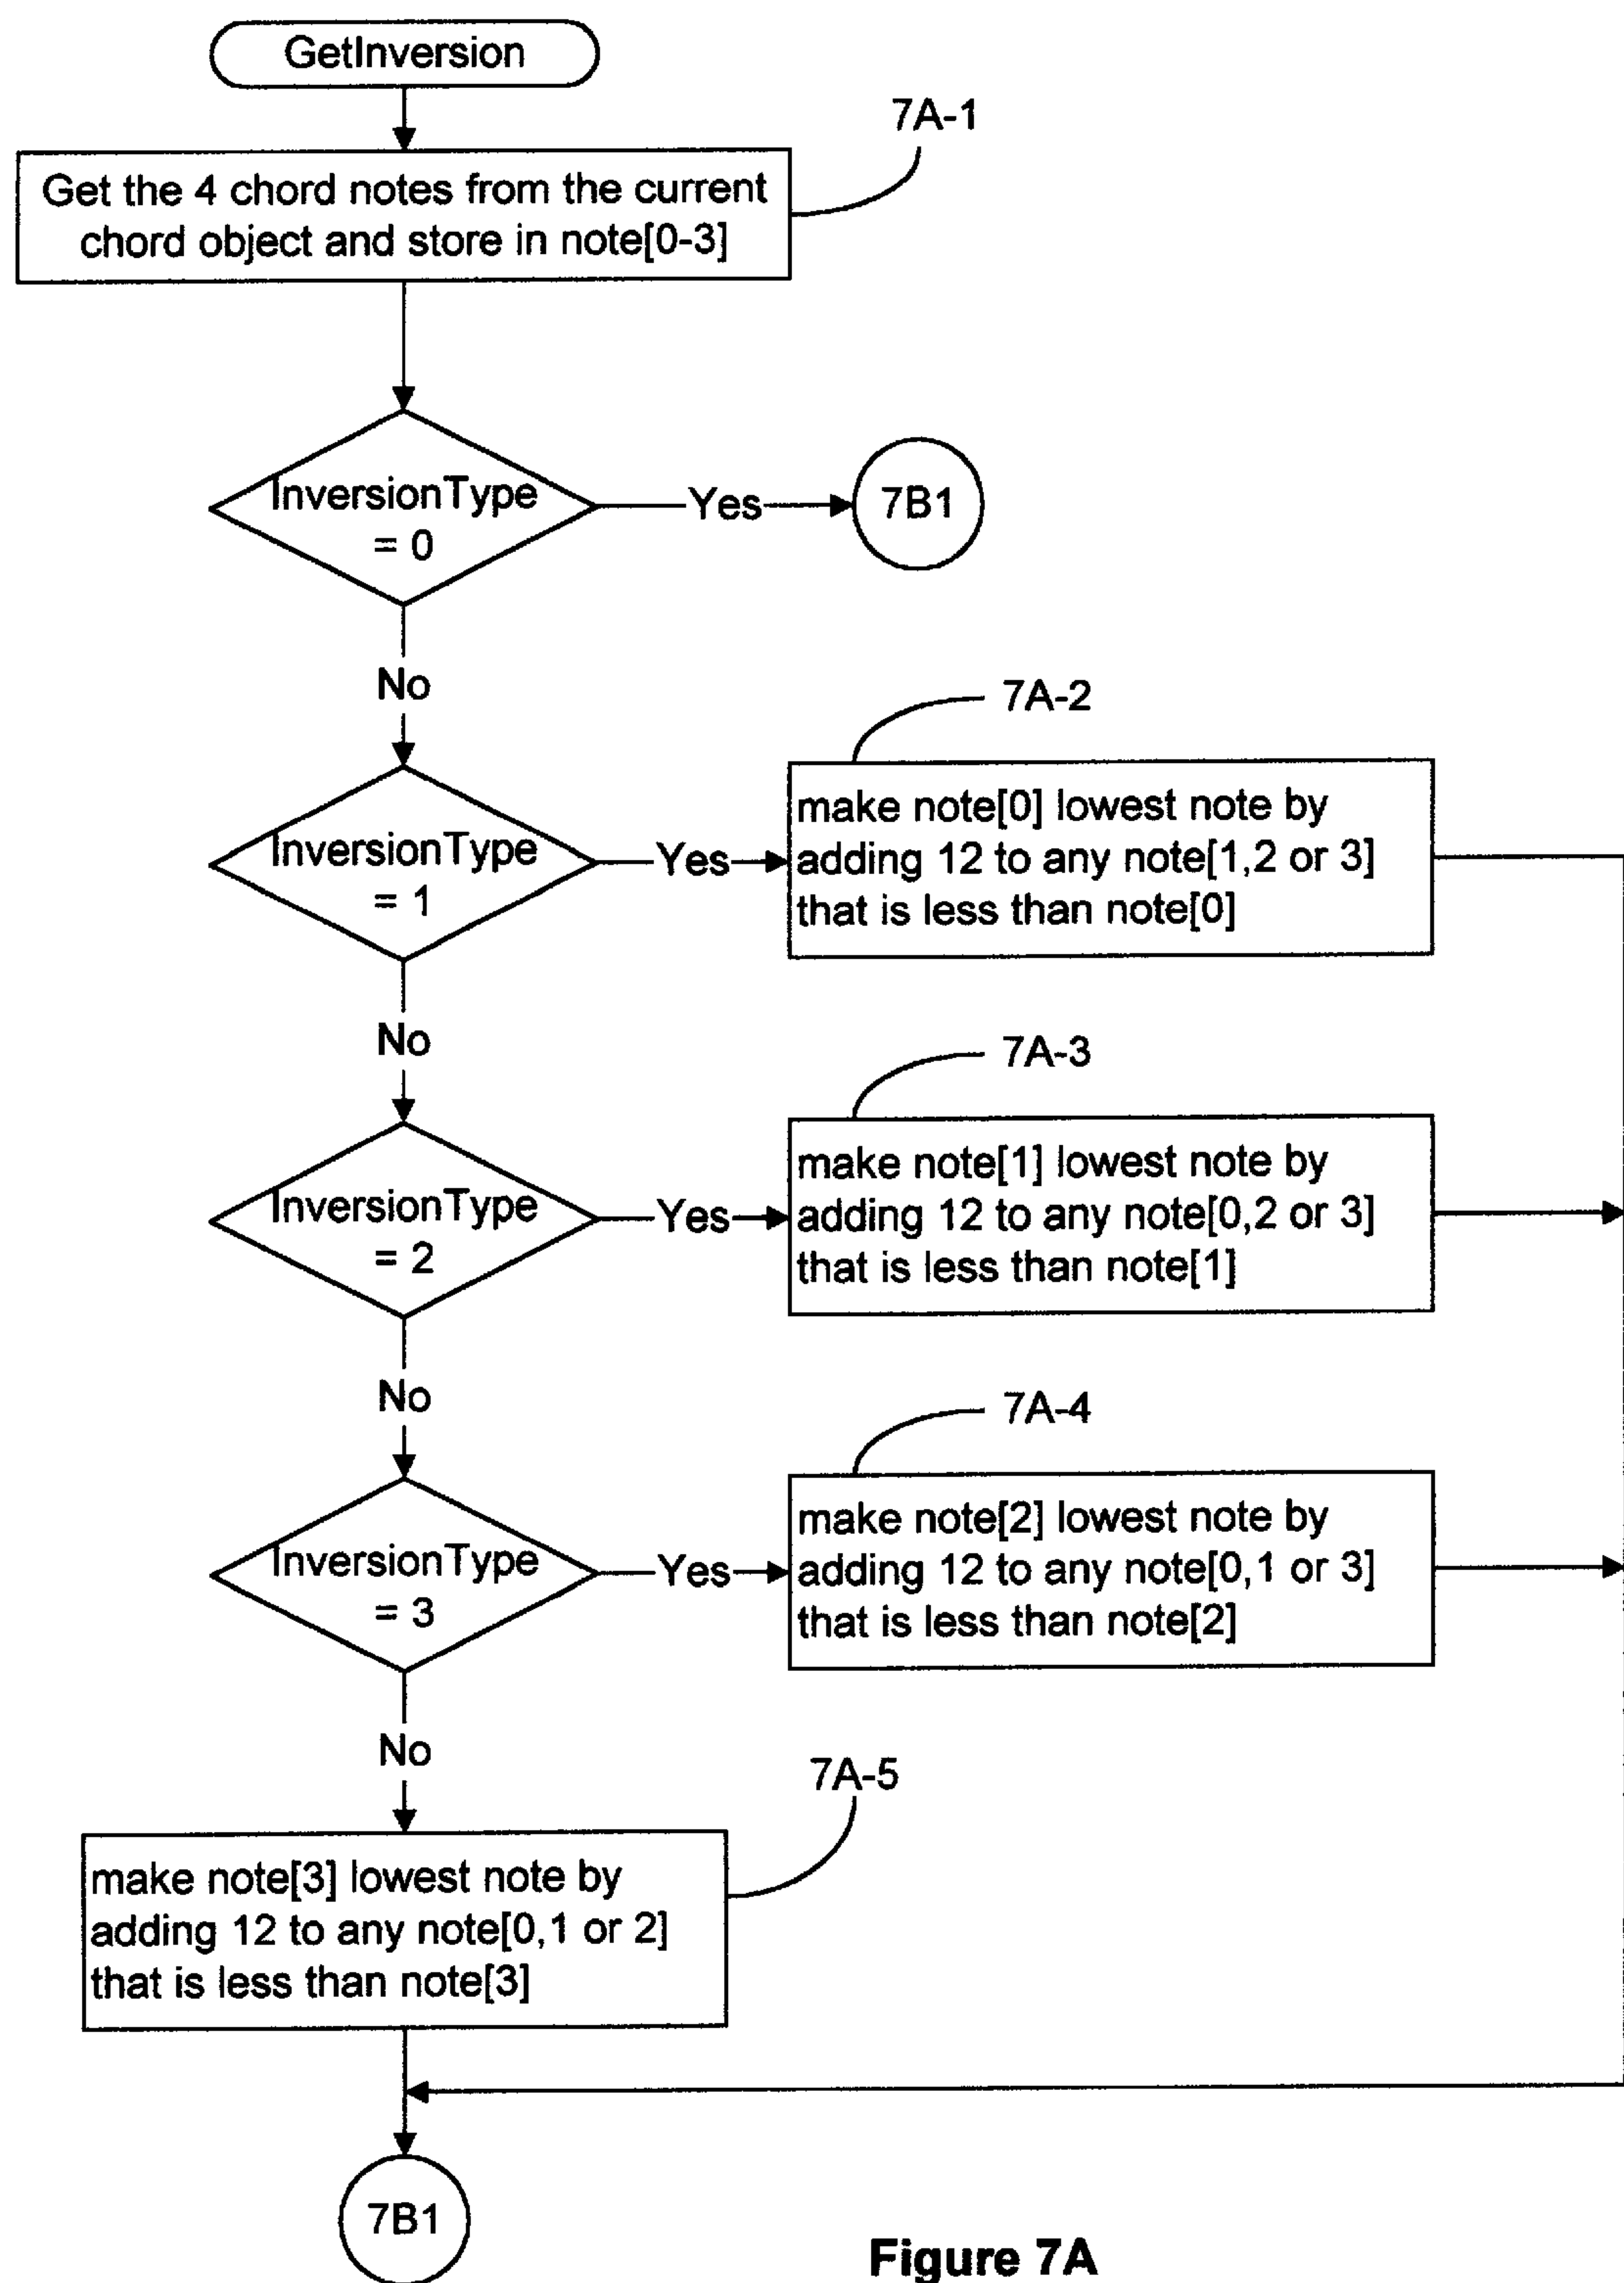 GetInversion
7A-1
Get the 4 chord notes from the current
chord object and store in note[0-3]
InversionType
= 0
Yes
7B1
No
7A-2
InversionType
= 1
Yes
make note[0] lowest note by
adding 12 to any note[1,2 or 3]
that is less than note[0]
No
7A-3
InversionType
= 2
Yes
make note[1] lowest note by
adding 12 to any note[0,2 or 3]
that is less than note[1]
No
7A-4
InversionType
= 3
Yes
make note[2] lowest note by
adding 12 to any note[0,1 or 3]
that is less than note[2]
No
7A-5
make note[3] lowest note by
adding 12 to any note[0,1 or 2]
that is less than note[3]
7B1
Figure 7A